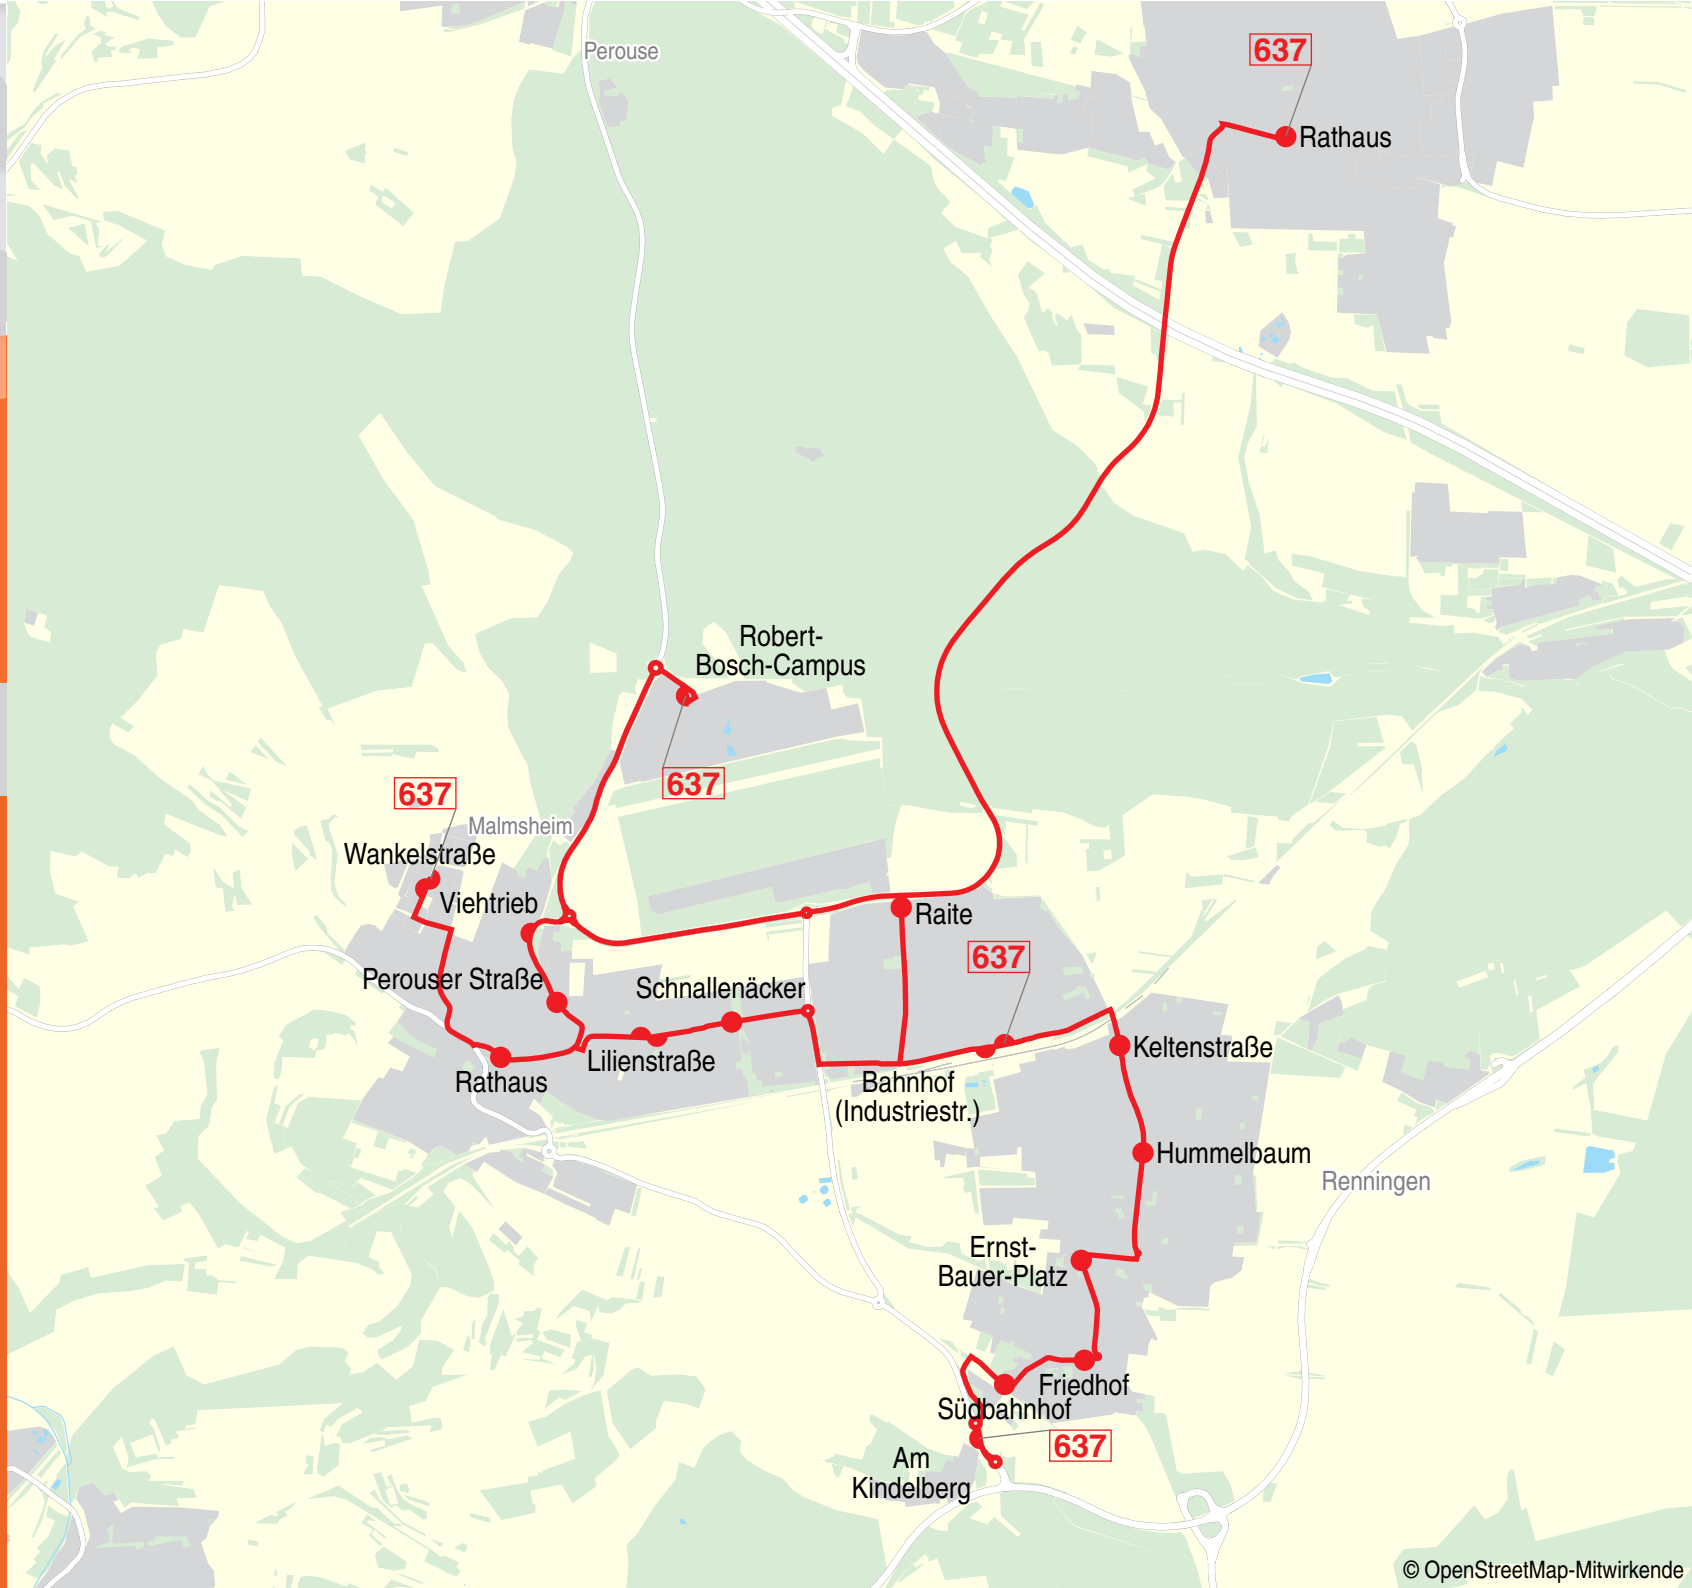 Perouse
637
Rathaus
Robert-
Bosch-Campus
637
637
Malmsheim
Wankelstraße
Viehtrieb
Raite
637
Perouser Straße
Schnallenäcker
Keltenstraße
Lilienstraße
Rathaus
Bahnhof
(Industriestr.)
Hummelbaum
Renningen
Ernst-
Bauer-Platz
Friedhof
Südbahnhof
637
Am
Kindelberg
© OpenStreetMap-Mitwirkende